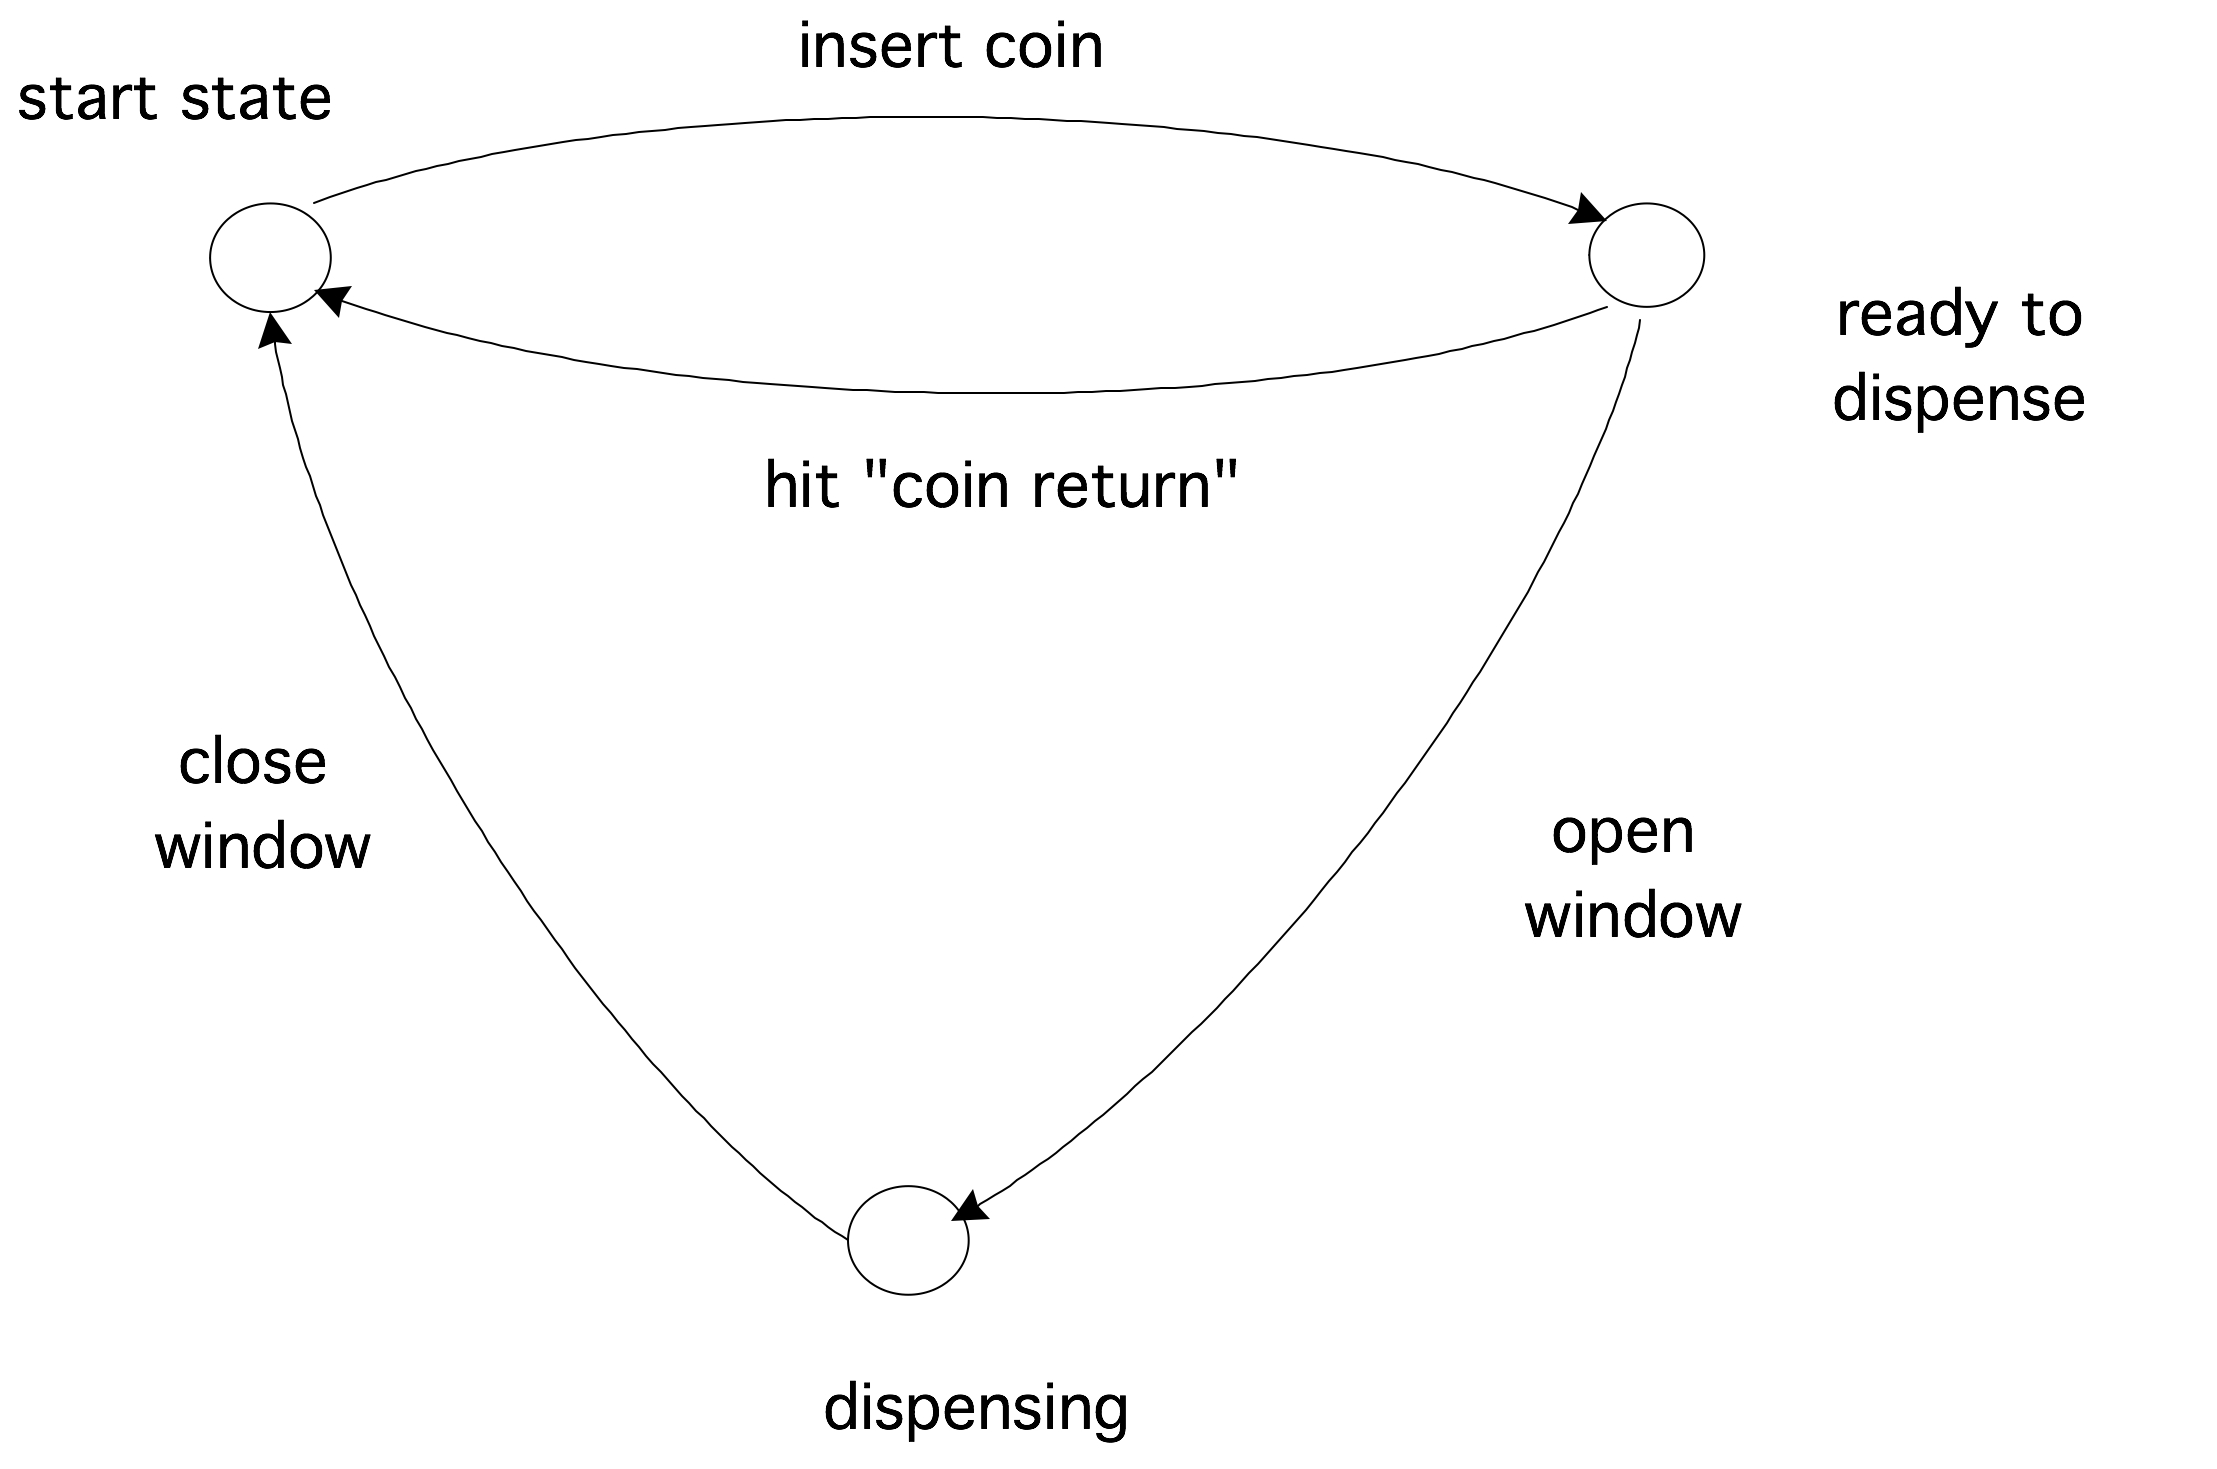 insert coin
start state
ready to
dispense
hit "coin return"
close
window
open
window
dispensing